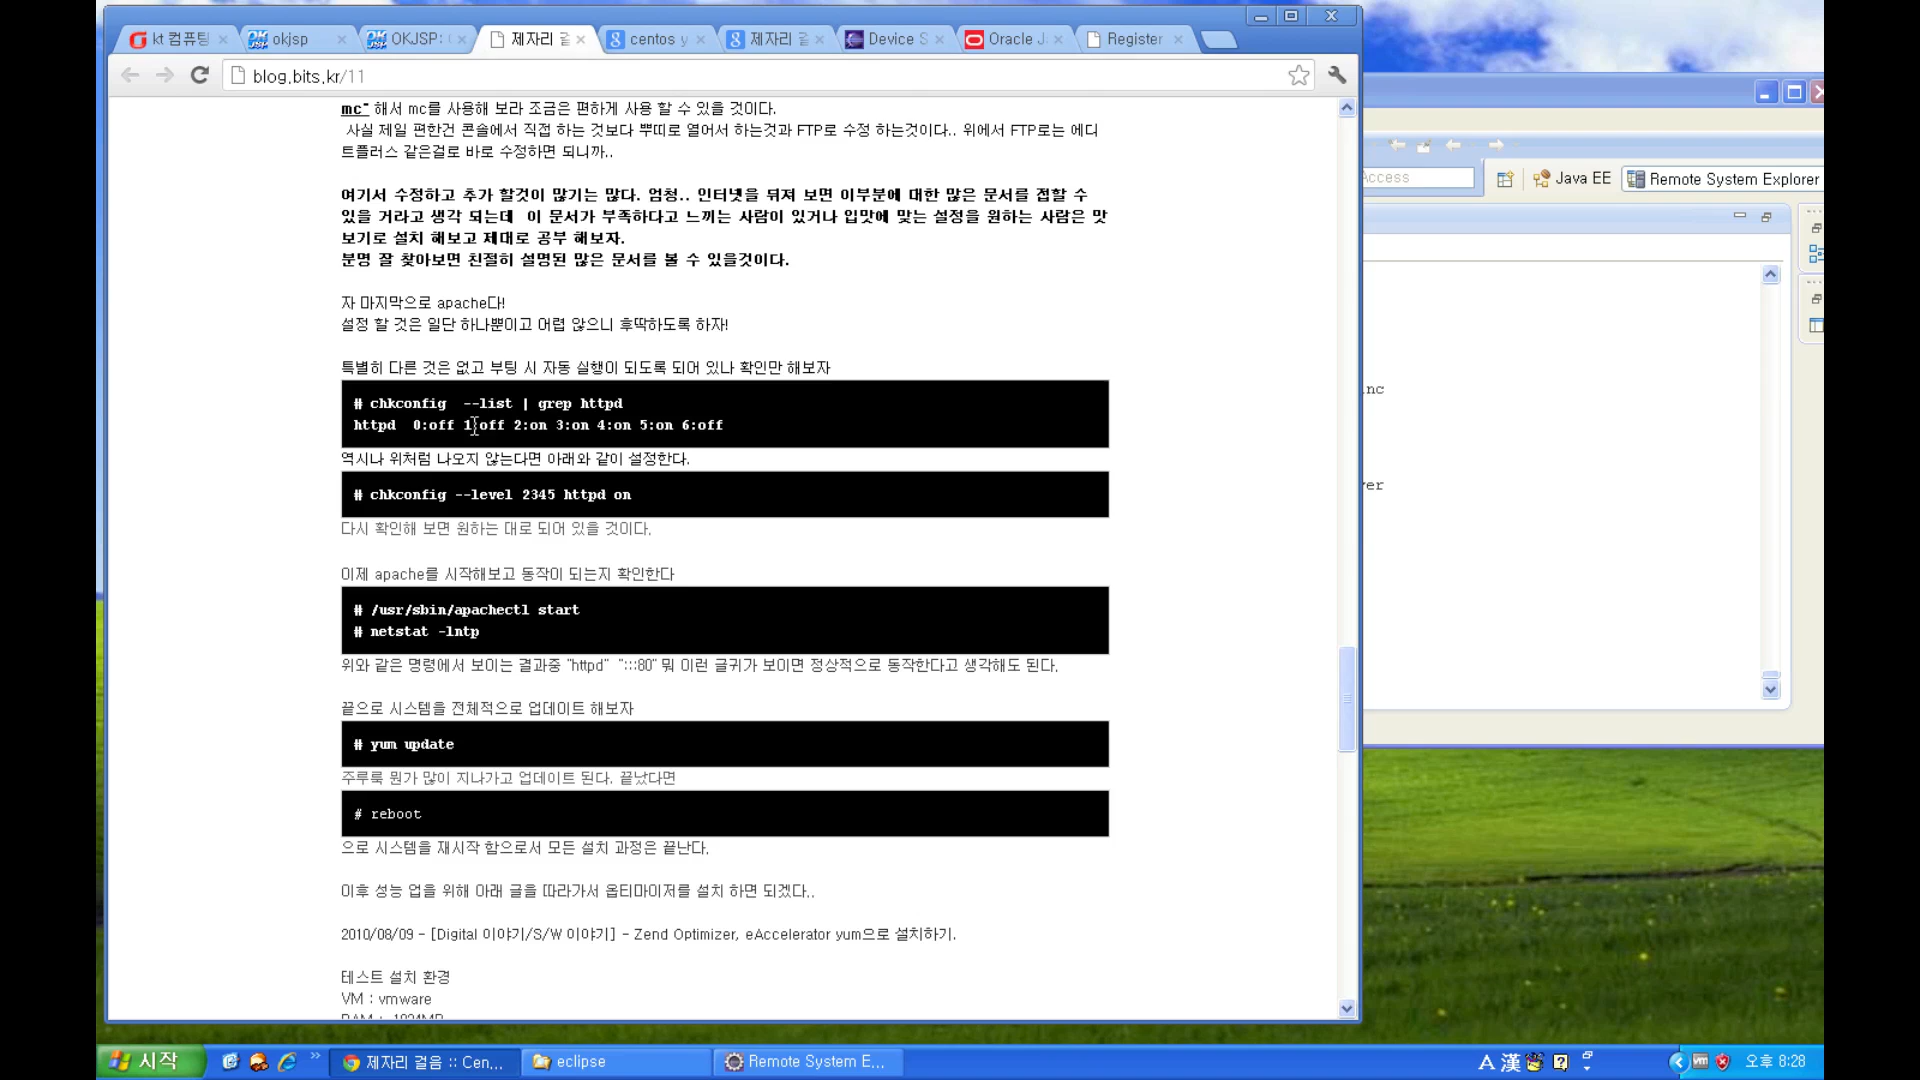 kt 컴퓨팅
okjsp
OKJSP: (
제자리 걸
centos y
제자리 걸
Device S
Oracle J
Register
blog.bits.kr/11
mc" 해서 mc를 사용해 보라 조금은 편하게 사용 할 수 있을 것이다.
사실 제일 편한건 콘솔에서 직접 하는 것보다 뿌띠로 열어서 하는것과 FTP로 수정 하는것이다.. 위에서 FTP로는 에디
트플러스 같은걸로 바로 수정하면 되니까..
여기서 수정하고 추가 할것이 많기는 많다. 엄청.. 인터넷을 뒤져 보면 이부분에 대한 많은 문서를 접할 수
있을 거라고 생각 되는데 이 문서가 부족하다고 느끼는 사람이 있거나 입맛에 맞는 설정을 원하는 사람은 맛
보기로 설치 해보고 제대로 공부 해보자.
분명 잘 찾아보면 친절히 설명된 많은 문서를 볼 수 있을것이다.
자 마지막으로 apache다!
설정 할 것은 일단 하나뿐이고 어렵 않으니 후딱하도록 하자!
특별히 다른 것은 없고 부팅 시 자동 실행이 되도록 되어 있나 확인만 해보자
# chkconfig --list | grep httpd
httpd 0:off 1:off 2:on 3:on 4:on 5:on 6:off
역시나 위처럼 나오지 않는다면 아래와 같이 설정한다.
# chkconfig --level 2345 httpd on
다시 확인해 보면 원하는 대로 되어 있을 것이다.
이제 apache를 시작해보고 동작이 되는지 확인한다
# /usr/sbin/apachectl start
# netstat -lntp
위와 같은 명령에서 보이는 결과중 "httpd" ":::80" 뭐 이런 글귀가 보이면 정상적으로 동작한다고 생각해도 된다.
끝으로 시스템을 전체적으로 업데이트 해보자
# yum update
주루룩 뭔가 많이 지나가고 업데이트 된다. 끝났다면
# reboot
으로 시스템을 재시작 함으로서 모든 설치 과정은 끝난다.
이후 성능 업을 위해 아래 글을 따라가서 옵티마이저를 설치 하면 되겠다..
2010/08/09 - [Digital 이야기/S/W 이야기] - Zend Optimizer, eAccelerator yum으로 설치하기.
테스트 설치 환경
VM : vmware
RAM : 1024MB
Access
Java EE
Remote System Explorer
nc
er
시작
제자리 걸음 :: Cen...
eclipse
Remote System E...
A 漢
오후 8:28